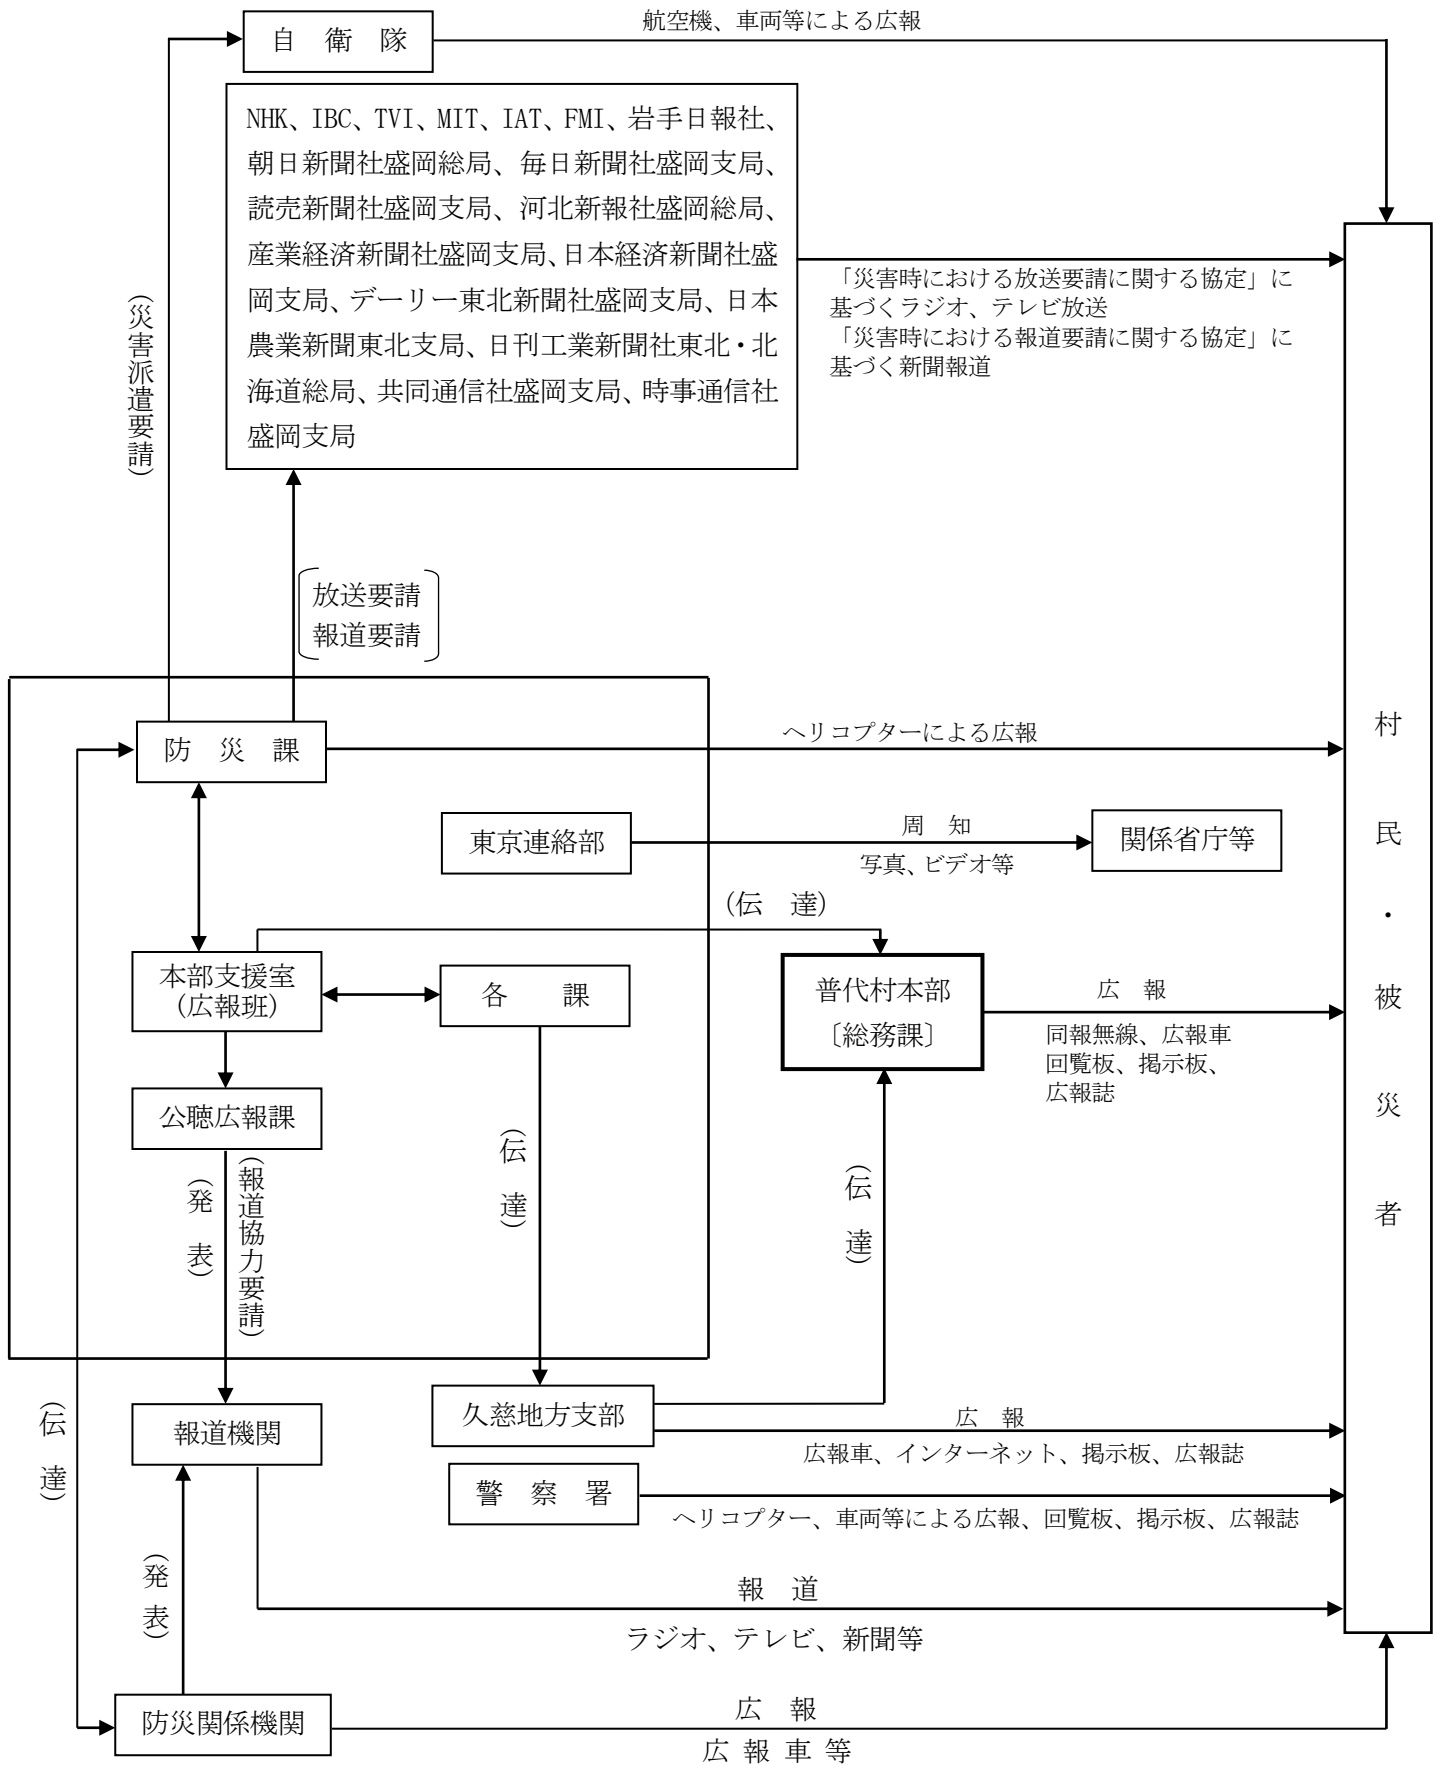 航空機、車両等による広報
自　衛　隊
NHK、IBC、TVI、MIT、IAT、FMI、岩手日報社、
朝日新聞社盛岡総局、毎日新聞社盛岡支局、
読売新聞社盛岡支局、河北新報社盛岡総局、
産業経済新聞社盛岡支局、日本経済新聞社盛
岡支局、デーリー東北新聞社盛岡支局、日本
農業新聞東北支局、日刊工業新聞社東北・北
海道総局、共同通信社盛岡支局、時事通信社
盛岡支局
「災害時における放送要請に関する協定」に
基づくラジオ、テレビ放送
「災害時における報道要請に関する協定」に
基づく新聞報道
(災害派遣要請)
放送要請
報道要請
防　災　課
ヘリコプターによる広報
村民・被災者
東京連絡部
周　知
写真、ビデオ等
関係省庁等
(伝　達)
本部支援室
(広報班)
各　　課
普代村本部
〔総務課〕
広　報
同報無線、広報車
回覧板、掲示板、
広報誌
公聴広報課
(発　表)
(報道協力要請)
(伝　達)
(伝　達)
(伝　達)
報道機関
久慈地方支部
広　報
広報車、インターネット、掲示板、広報誌
警　察　署
ヘリコプター、車両等による広報、回覧板、掲示板、広報誌
(発　表)
報　道
ラジオ、テレビ、新聞等
防災関係機関
広　報
広 報 車 等